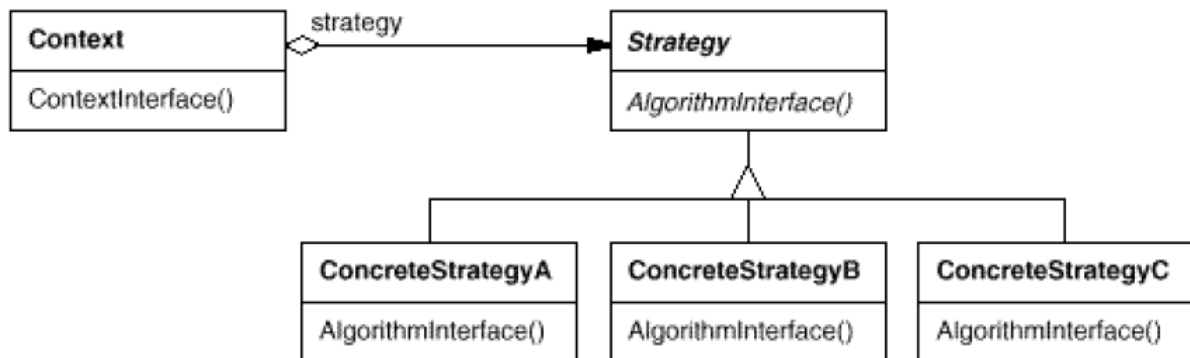 strategy
Context
Strategy
ContextInterface()
AlgorithmInterface()
ConcreteStrategyA
ConcreteStrategyB
ConcreteStrategyC
AlgorithmInterface()
AlgorithmInterface()
AlgorithmInterface()